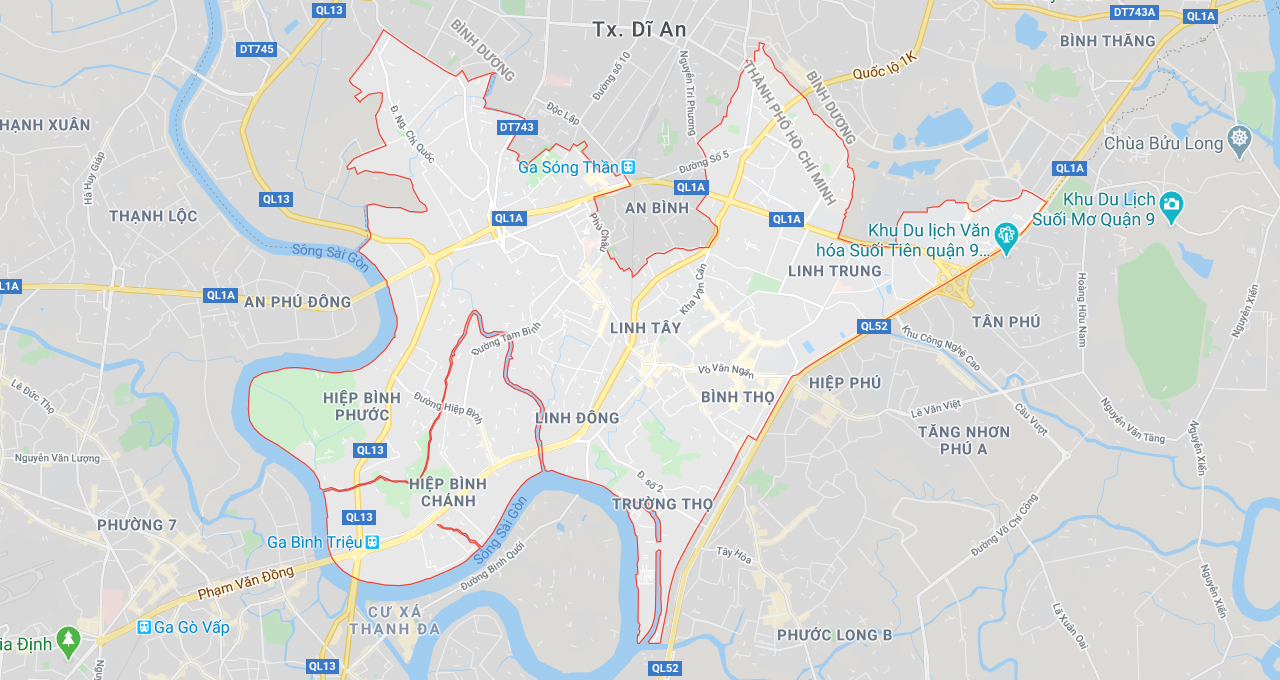 QL13
DT743A
QL1A
Tx. Dĩ An
BÌNH DƯƠNG
DT745
BÌNH THĂNG
Đường số 10
Nguyễn Tri Phương
Quốc lộ 1K
THÀNH PHỐ HỒ CHÍ MINH
BÌNH DƯƠNG
HẠNH XUÂN
Đ. Ng. Chí Quốc
Độc Lập
DT743
Chùa Bửu Long
Hà Huy Giáp
Ga Sóng Thần
Đường Số 5
QL1A
QL1A
QL13
Khu Du Lịch
Suối Mơ Quận 9
THẠNH LỘC
QL1A
AN BÌNH
QL1A
Phú Châu
Khu Du lịch Văn
hóa Suối Tiên quận 9...
Sông Sài Gòn
LINH TRUNG
L1A
QL1A
AN PHÚ ĐÔNG
Kha Vạn Cân
Hoàng Hữu Nam
Nguyễn Xiển
TÂN PHÚ
LINH TÂY
QL52
Đường Tam Bình
Khu Công Nghệ Cao
Võ Văn Ngân
HIỆP PHÚ
Lê Đức Thọ
HIỆP BÌNH
PHƯỚC
Đường Hiệp Bình
BÌNH THỌ
LINH ĐÔNG
Lê Văn Việt
Cầu Vượt
Nguyễn Văn Tăng
TĂNG NHƠN
PHÚ A
QL13
Nguyễn Văn Lượng
Nguyễn Xiển
HIỆP BÌNH
CHÁNH
Đ. số 2
TRƯỜNG THỌ
QL13
PHƯỜNG 7
Sông Sài Gòn
Đường Võ Chí Công
Ga Bình Triệu
Đường Bình Quới
Tây Hòa
Phạm Văn Đồng
Nguyễn Xiển
CƯ XÁ
THANH ĐA
Lã Xuân Oai
Ga Gò Vấp
PHƯỚC LONG B
ia Định
QL13
QL52